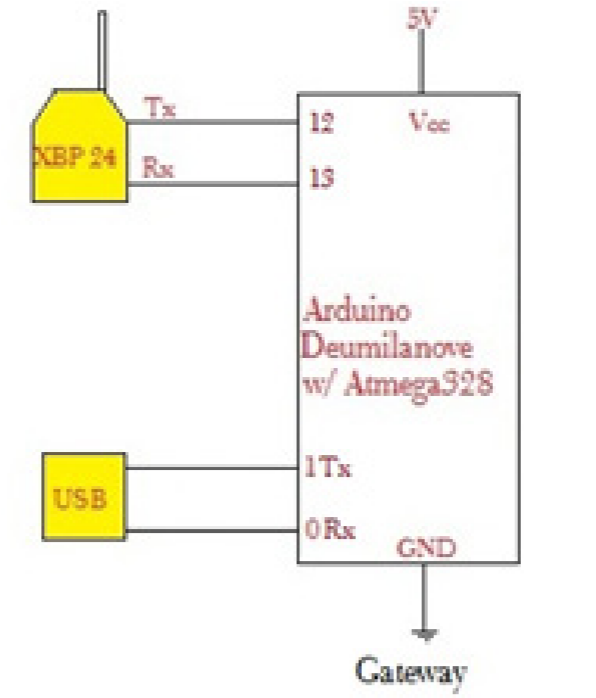 5V
Tx
12
Vcc
XBP 24
Rx
13
Arduino
Deumilanove
w/ Atmega328
1Tx
USB
0Rx
GND
Gateway